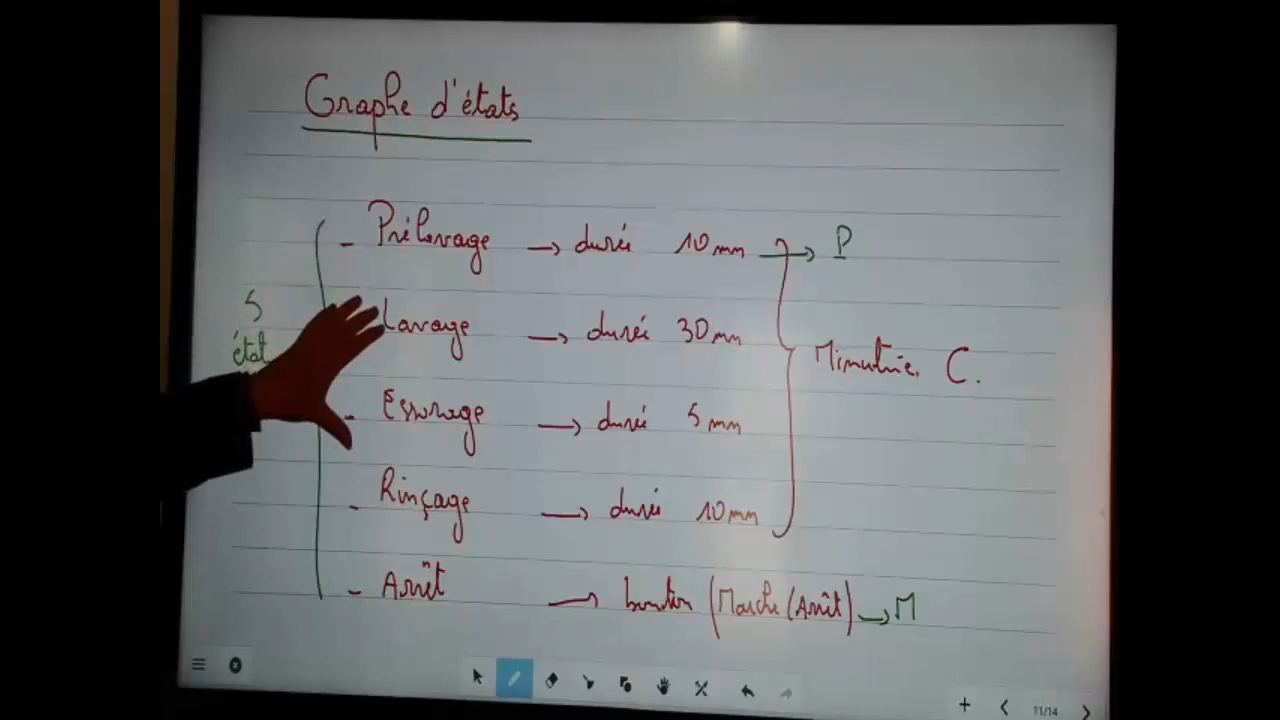 Graphe d'états
- Prélavage → durée 10mn → P
Lavage → durée 30mn
5
état
Minuterie C.
- Essorage → durée 5mn
- Rinçage → durée 10mn
- Arrêt → bouton (Marche/Arrêt) → M
11/14